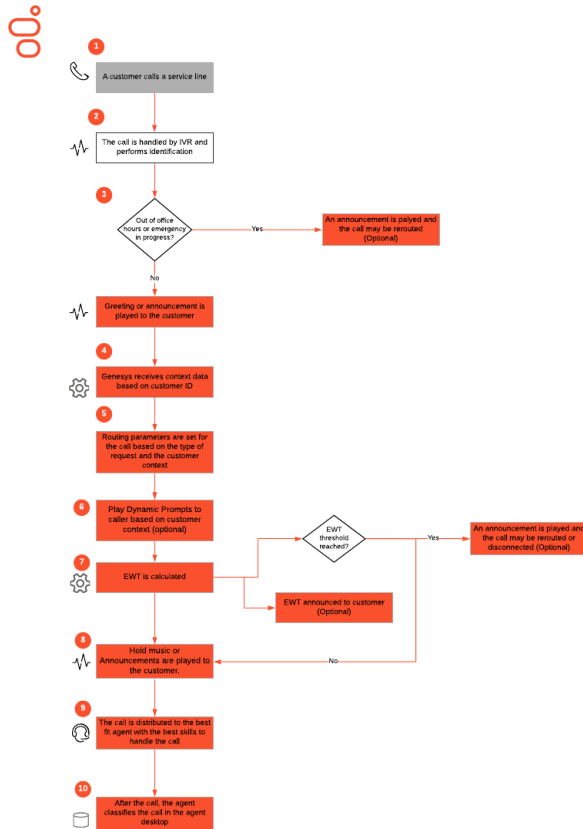 1
A customer calls a service line
2
The call is handled by IVR and
performs identification
3
Out of office
hours or emergency
in progress?
Yes
An announcement is palyed and
the call may be rerouted
(Optional)
No
Greeting or announcement is
played to the customer
4
Genesys receives context data
based on customer ID
5
Routing parameters are set for
the call based on the type of
request and the customer
context
6
Play Dynamic Prompts to
caller based on customer
context (optional)
EWT
threshold
reached?
Yes
An announcement is played and
the call may be rerouted or
disconnected (Optional)
7
EWT is calculated
EWT announced to customer
(Optional)
8
Hold music or
Announcements are played to
the customer.
No
9
The call is distributed to the best
fit agent with the best skills to
handle the call
10
After the call, the agent
classifies the call in the agent
desktop